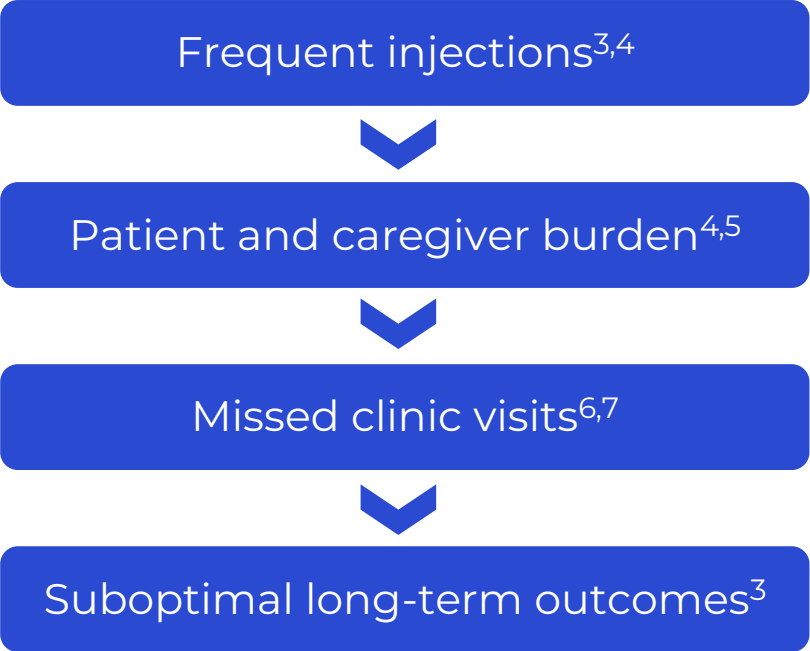 Frequent injections³,⁴
Patient and caregiver burden⁴,⁵
Missed clinic visits⁶,⁷
Suboptimal long-term outcomes³